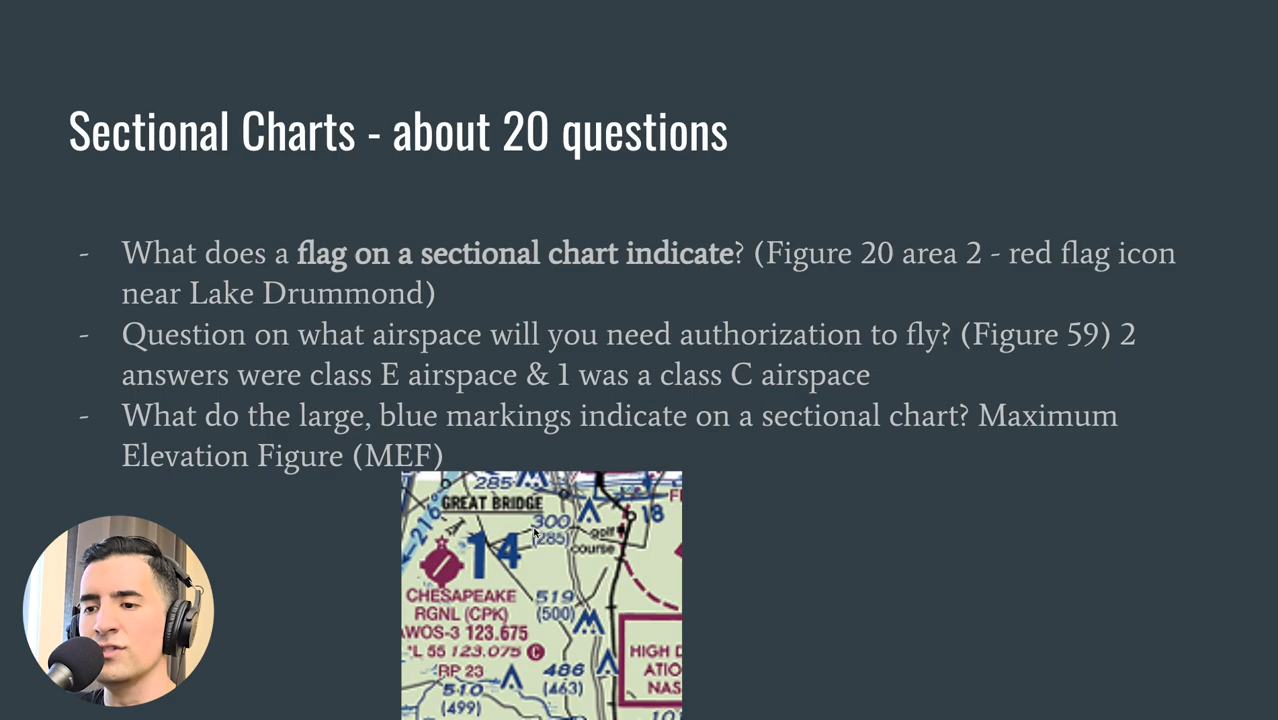 Sectional Charts - about 20 questions
- What does a flag on a sectional chart indicate? (Figure 20 area 2 - red flag icon
near Lake Drummond)
- Question on what airspace will you need authorization to fly? (Figure 59) 2
answers were class E airspace & 1 was a class C airspace
- What do the large, blue markings indicate on a sectional chart? Maximum
Elevation Figure (MEF)
285
GREAT BRIDGE
216°
300
(285)
18
golf
course
14
CHESAPEAKE
RGNL (CPK)
AWOS-3 123.675
*L 55 123.075 C
RP 23
519
(500)
486
(463)
510
(499)
HIGH D
ATIO
NAS